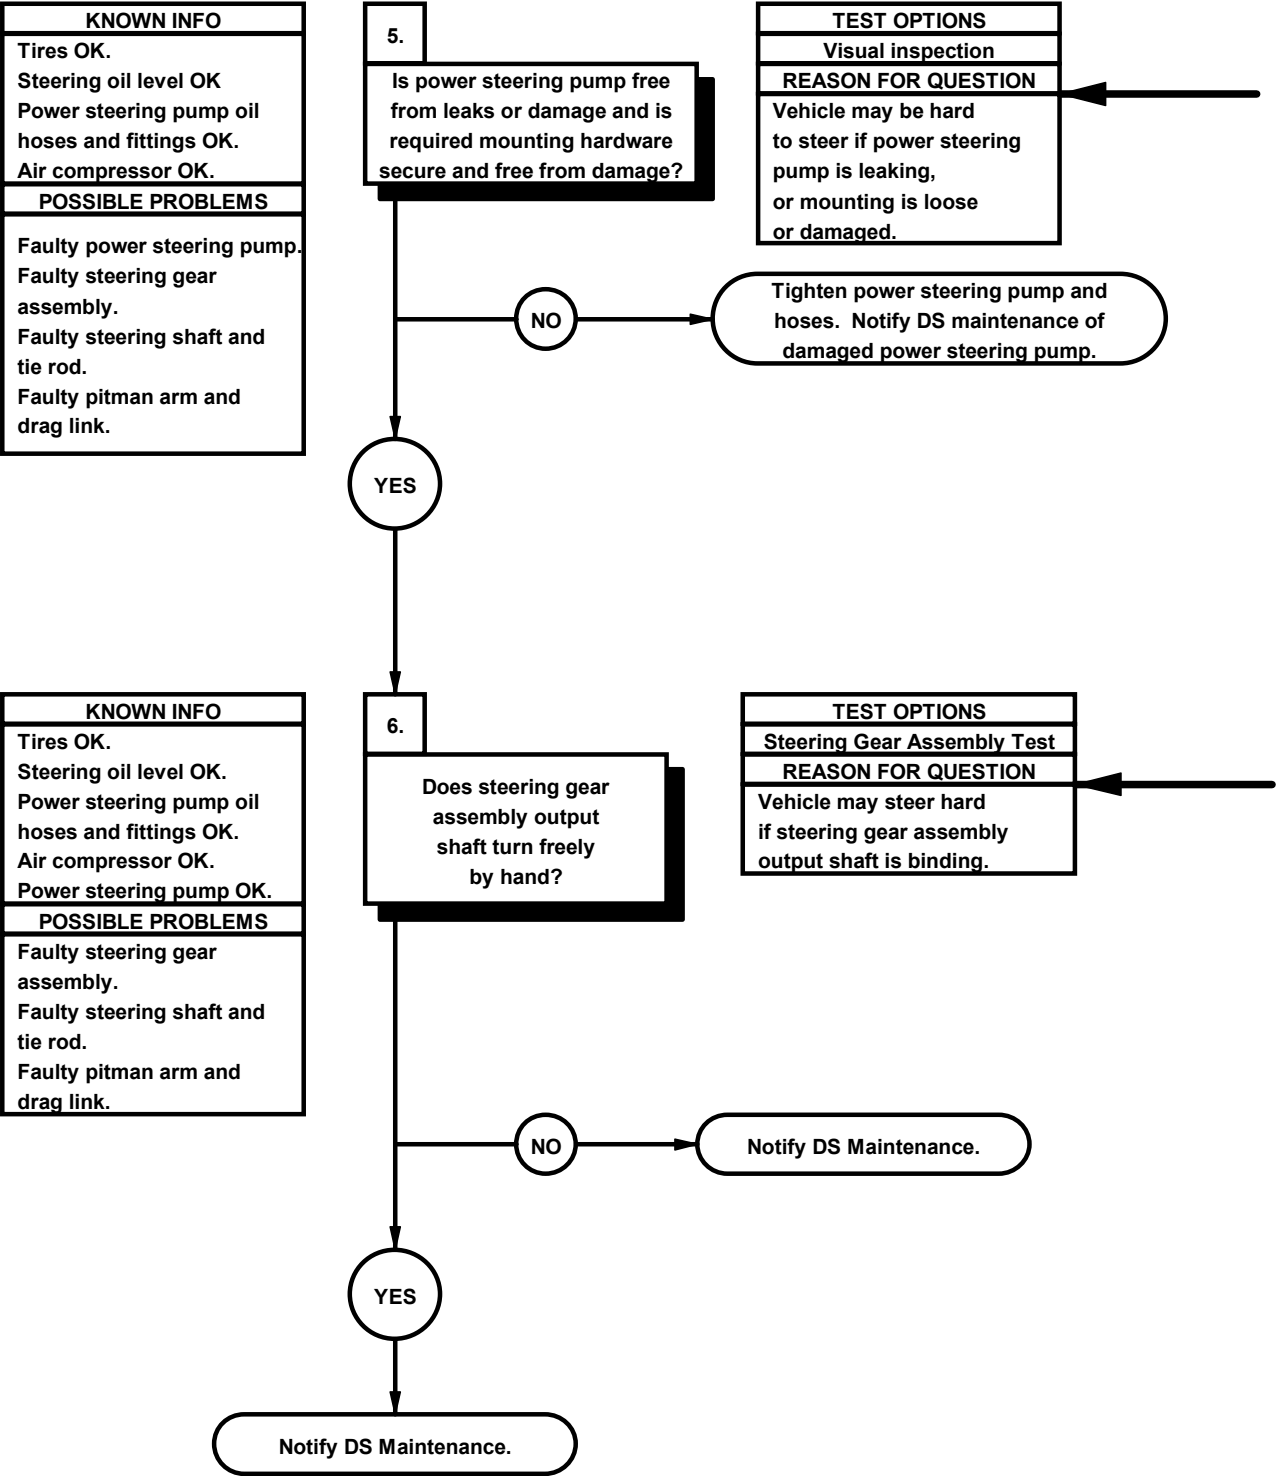 KNOWN INFO
Tires OK.
Steering oil level OK
Power steering pump oil
hoses and fittings OK.
Air compressor OK.
POSSIBLE PROBLEMS
Faulty power steering pump.
Faulty steering gear
assembly.
Faulty steering shaft and
tie rod.
Faulty pitman arm and
drag link.
5.
Is power steering pump free
from leaks or damage and is
required mounting hardware
secure and free from damage?
TEST OPTIONS
Visual inspection
REASON FOR QUESTION
Vehicle may be hard
to steer if power steering
pump is leaking,
or mounting is loose
or damaged.
NO
Tighten power steering pump and
hoses.  Notify DS maintenance of
damaged power steering pump.
YES
KNOWN INFO
Tires OK.
Steering oil level OK.
Power steering pump oil
hoses and fittings OK.
Air compressor OK.
Power steering pump OK.
POSSIBLE PROBLEMS
Faulty steering gear
assembly.
Faulty steering shaft and
tie rod.
Faulty pitman arm and
drag link.
6.
Does steering gear
assembly output
shaft turn freely
by hand?
TEST OPTIONS
Steering Gear Assembly Test
REASON FOR QUESTION
Vehicle may steer hard
if steering gear assembly
output shaft is binding.
NO
Notify DS Maintenance.
YES
Notify DS Maintenance.